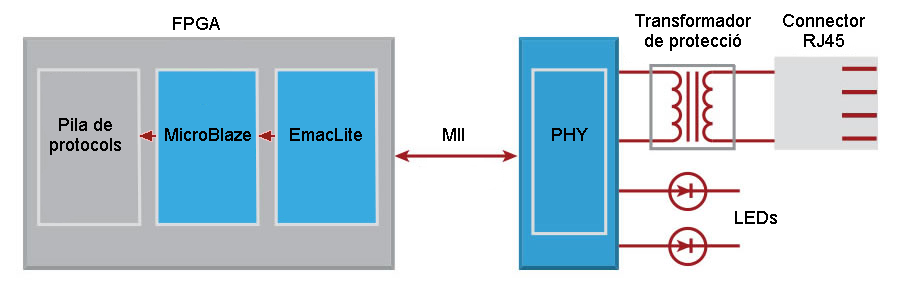 FPGA
Transformador
de protecció
Connector
RJ45
Pila de
protocols
MicroBlaze
EmacLite
MII
PHY
LEDs